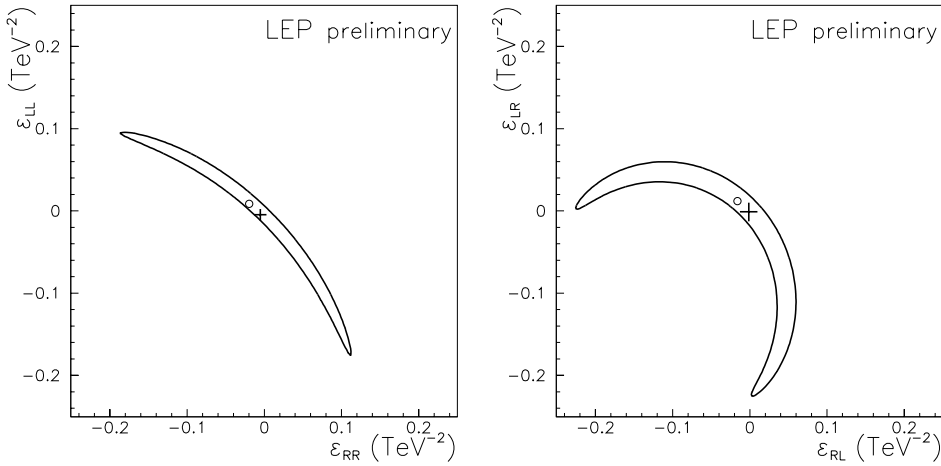 LEP preliminary
ε_LL (TeV⁻²)
0.2
0.1
0
−0.1
−0.2
−0.2 −0.1 0 0.1 0.2
ε_RR (TeV⁻²)
LEP preliminary
ε_LR (TeV⁻²)
0.2
0.1
0
−0.1
−0.2
−0.2 −0.1 0 0.1 0.2
ε_RL (TeV⁻²)